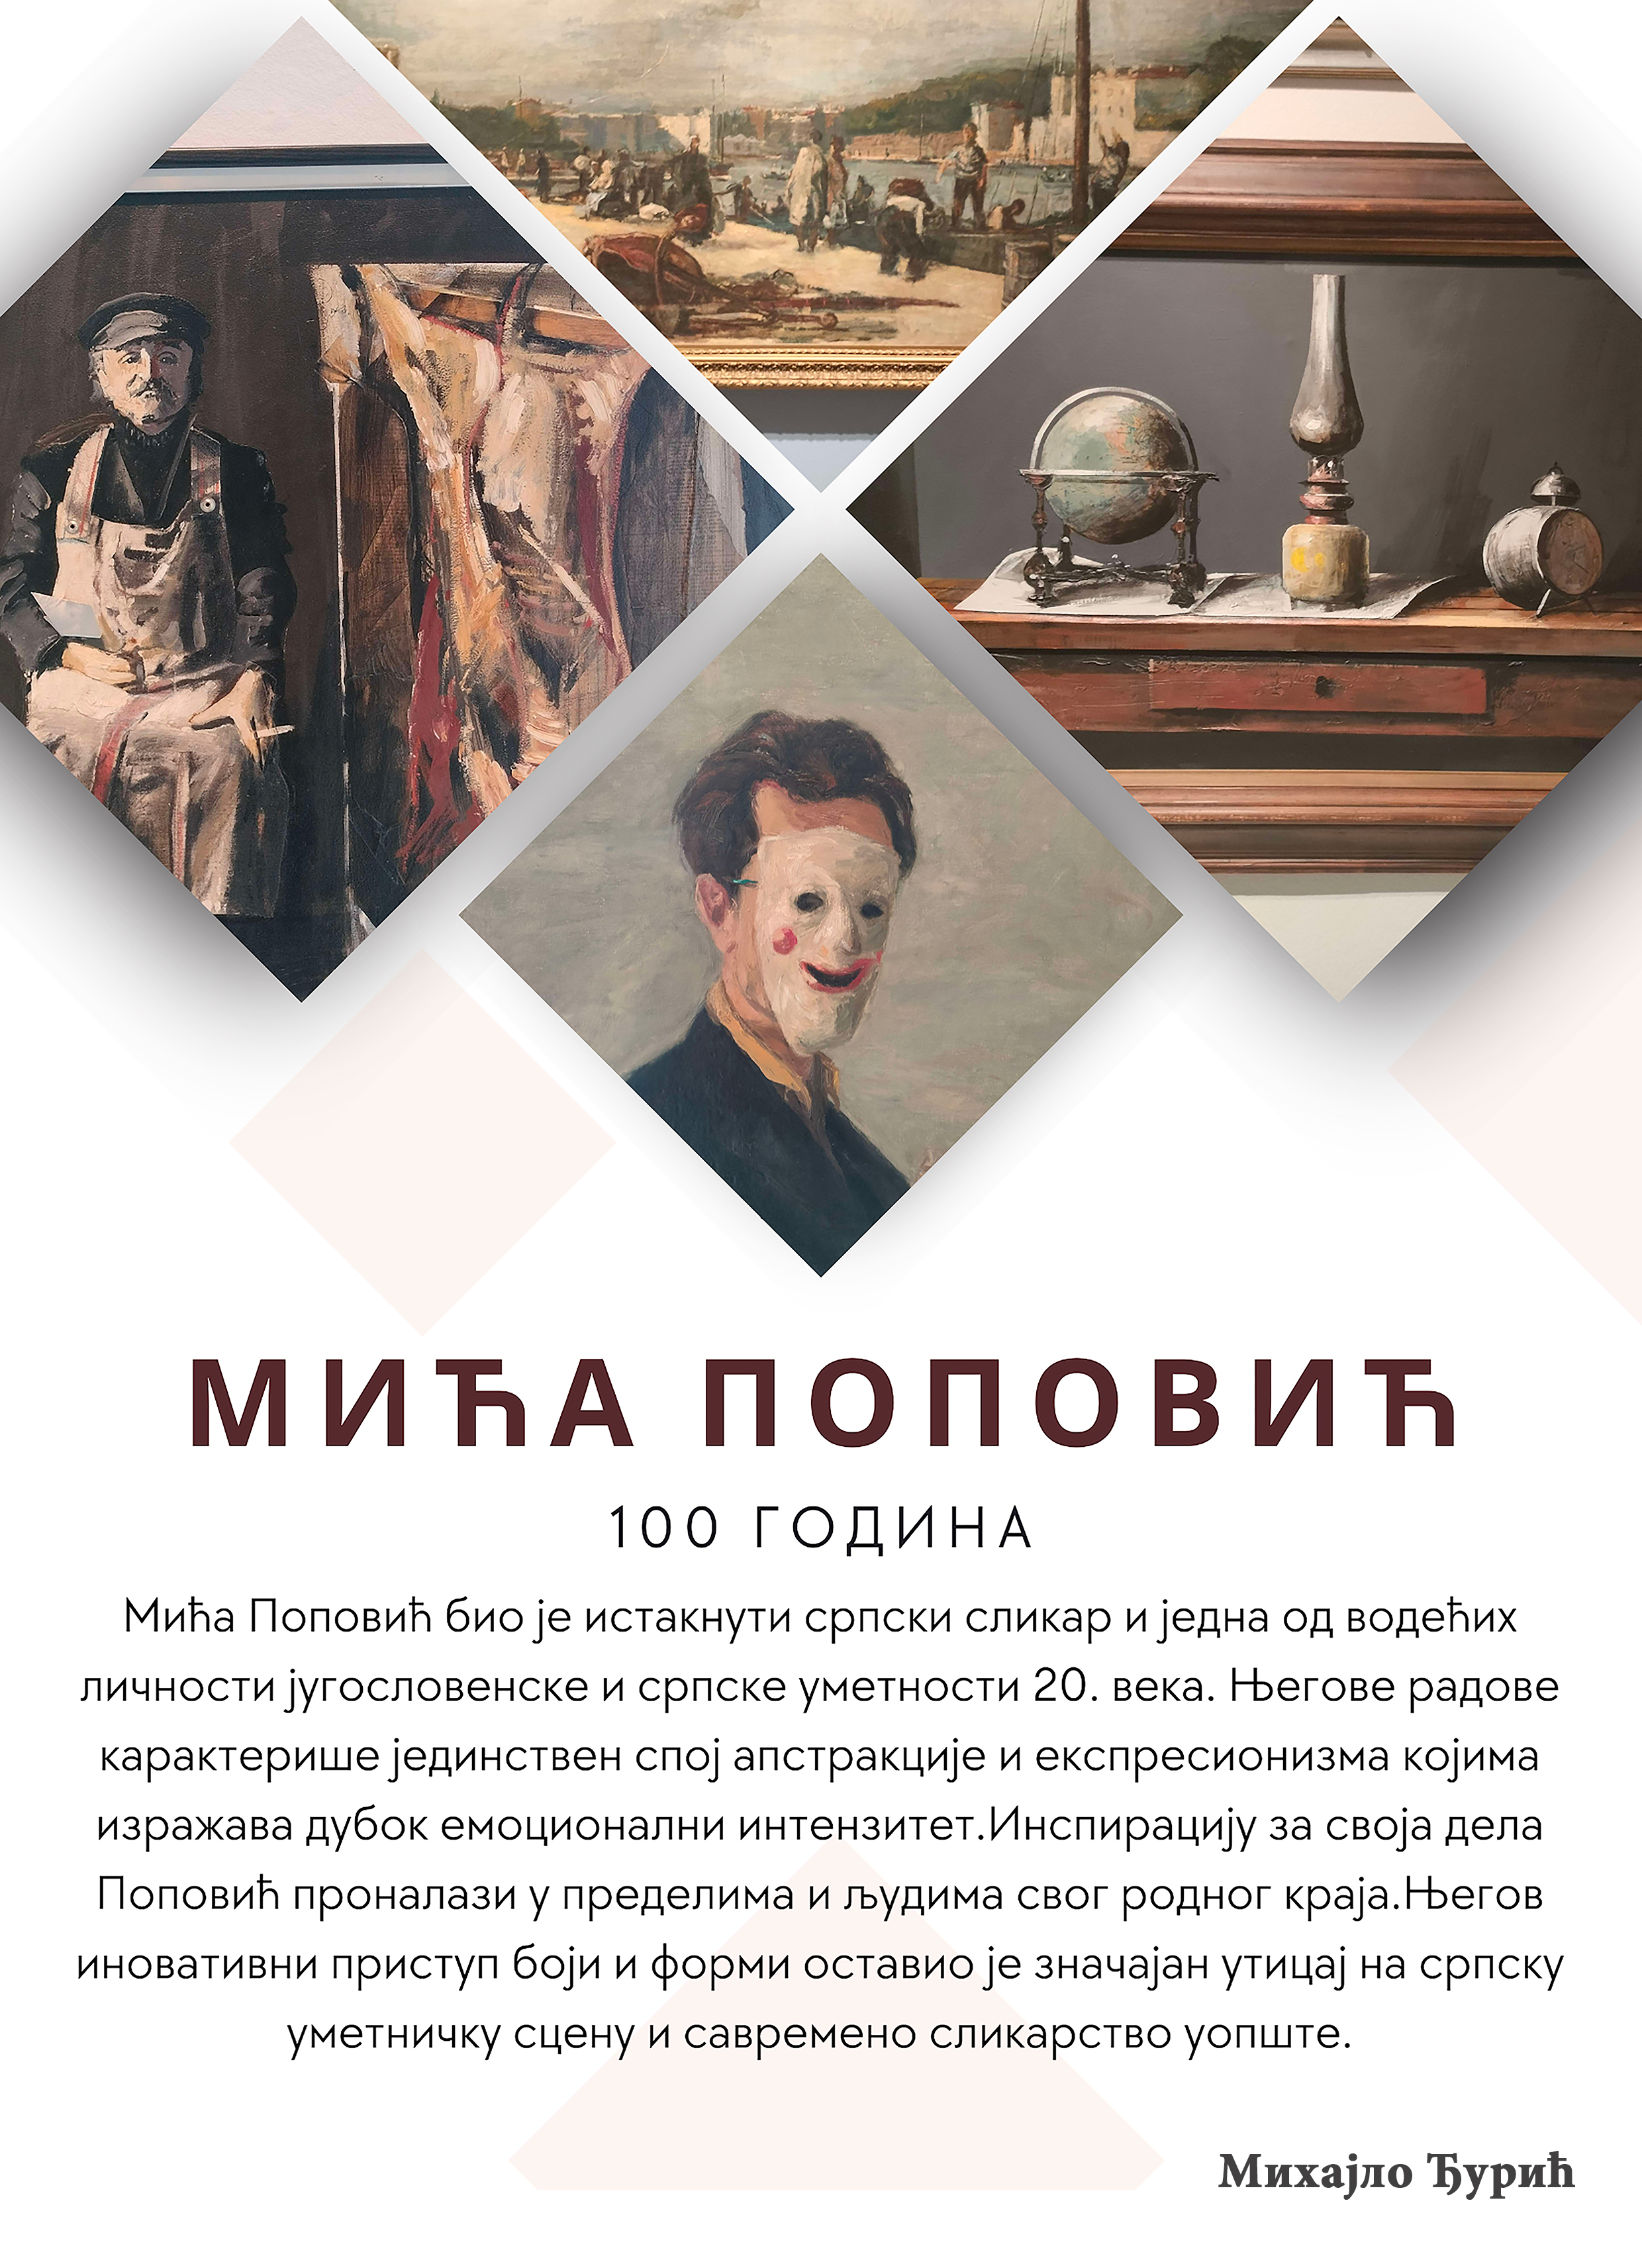 МИЋА ПОПОВИЋ
100 ГОДИНА
Мића Поповић био је истакнути српски сликар и једна од водећих
личности југословенске и српске уметности 20. века. Његове радове
карактерише јединствен спој апстракције и експресионизма којима
изражава дубок емоционални интензитет.Инспирацију за своја дела
Поповић проналази у пределима и људима свог родног краја.Његов
иновативни приступ боји и форми оставио је значајан утицај на српску
уметничку сцену и савремено сликарство уопште.
Михајло Ђурић